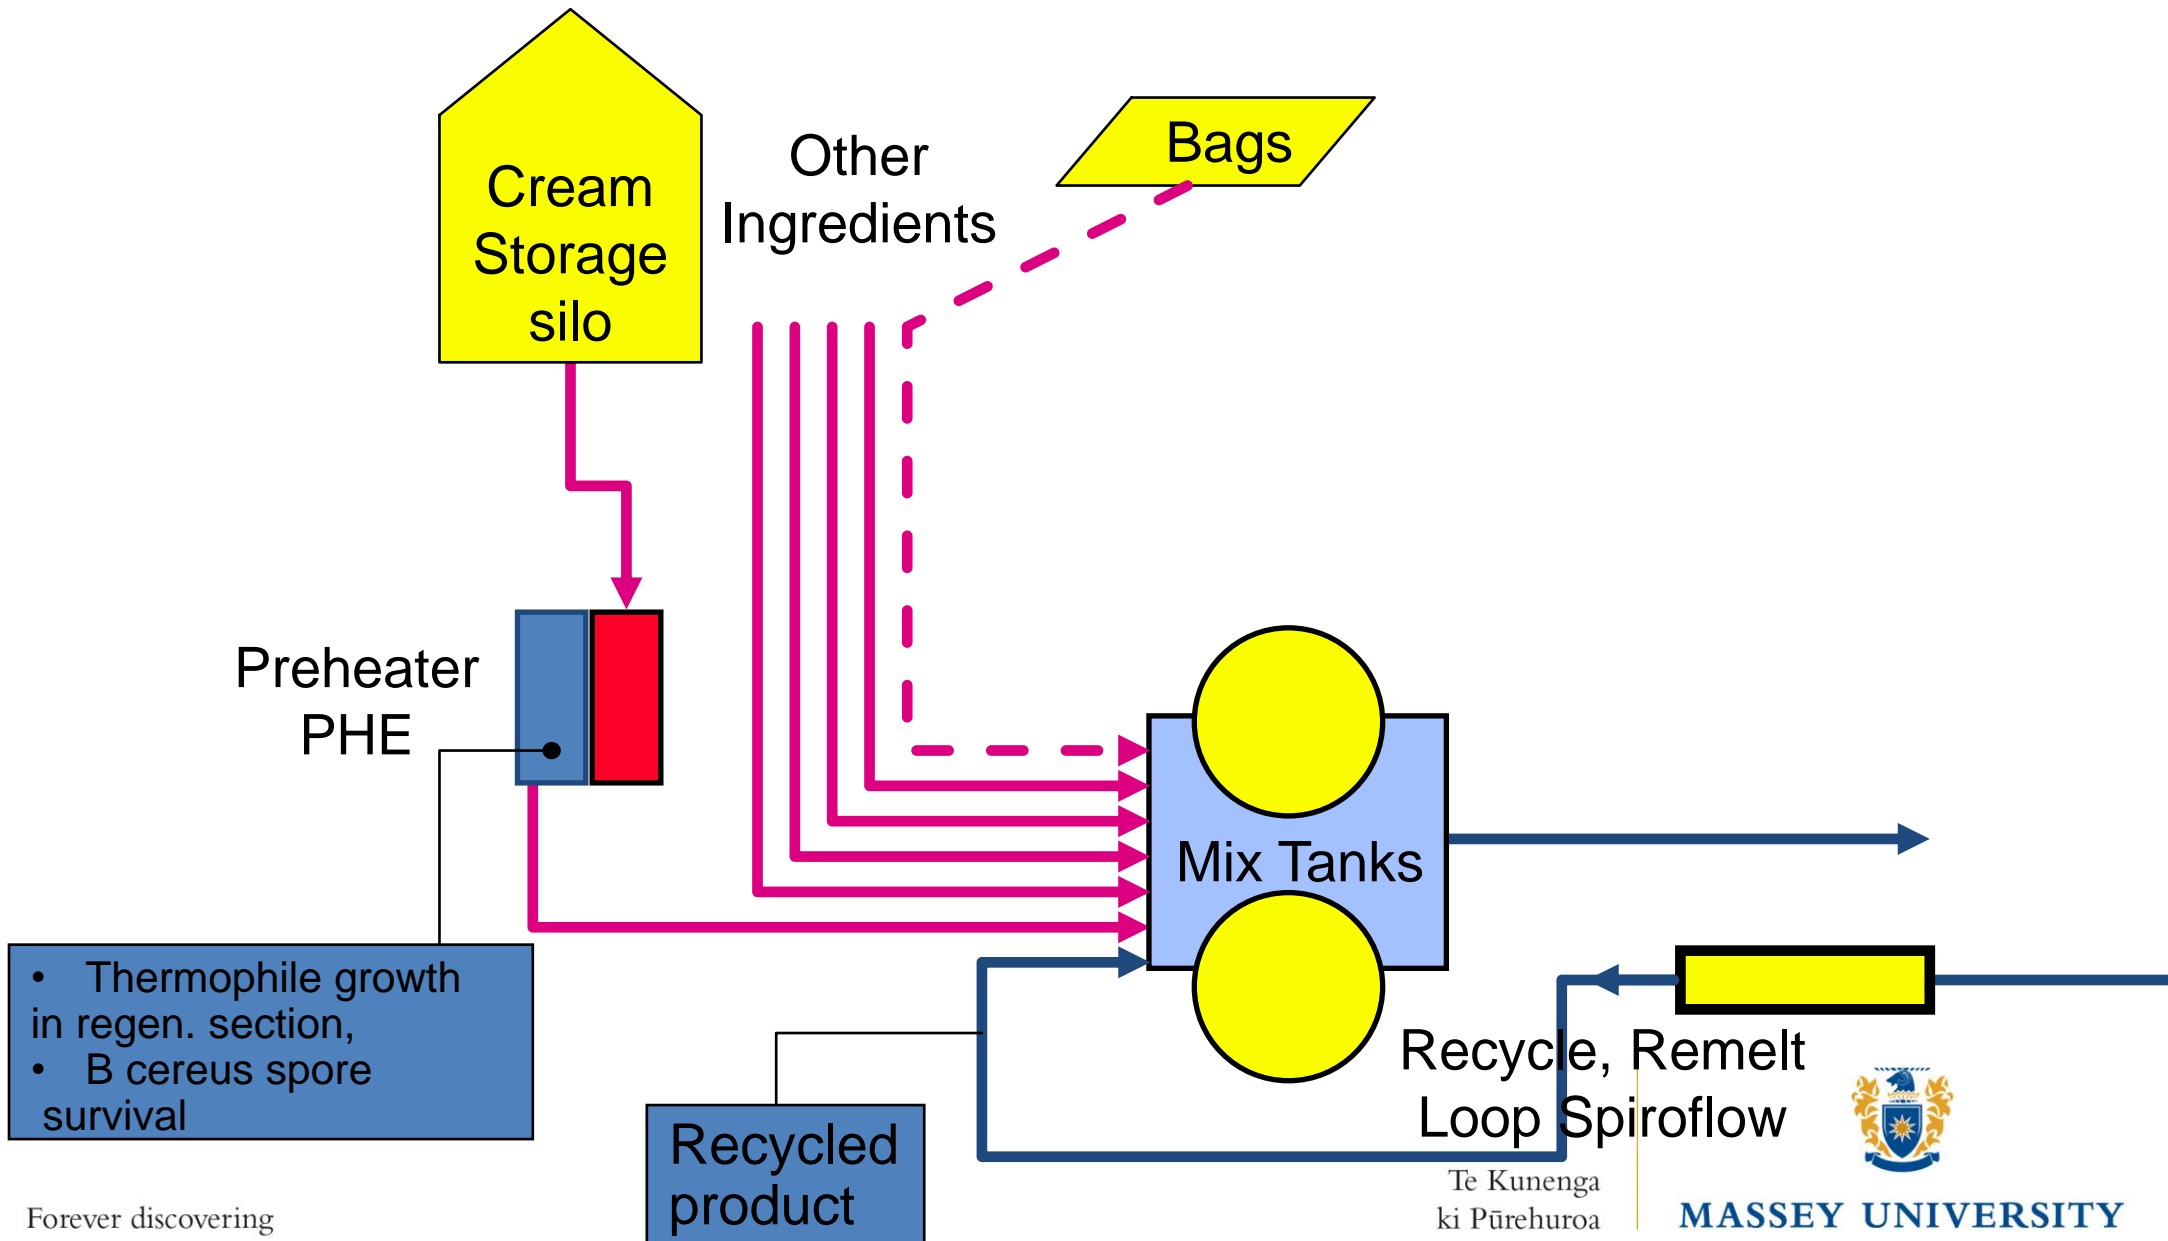 Cream
Storage
silo
Other
Ingredients
Bags
Preheater
PHE
Mix Tanks
• Thermophile growth
in regen. section,
• B cereus spore
survival
Recycled
product
Recycle, Remelt
Loop Spiroflow
Forever discovering
Te Kunenga
ki Pūrehuroa
MASSEY UNIVERSITY